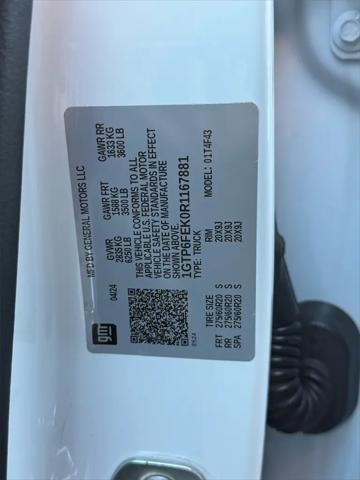 MFD BY GENERAL MOTORS LLC
04/24
GVWR
2835 KG
6250 LB
GAWR FRT
1588 KG
3500 LB
GAWR RR
1633 KG
3600 LB
THIS VEHICLE CONFORMS TO ALL
APPLICABLE U.S. FEDERAL MOTOR
VEHICLE SAFETY STANDARDS IN EFFECT
ON THE DATE OF MANUFACTURE
SHOWN ABOVE.
1GTP6FEK0R1167881
TYPE: TRUCK
MODEL: 01T4F43
TIRE SIZE RIM
FRT 275/60R20 S 20X9J
RR 275/60R20 S 20X9J
SPA 275/60R20 S 20X9J
gm